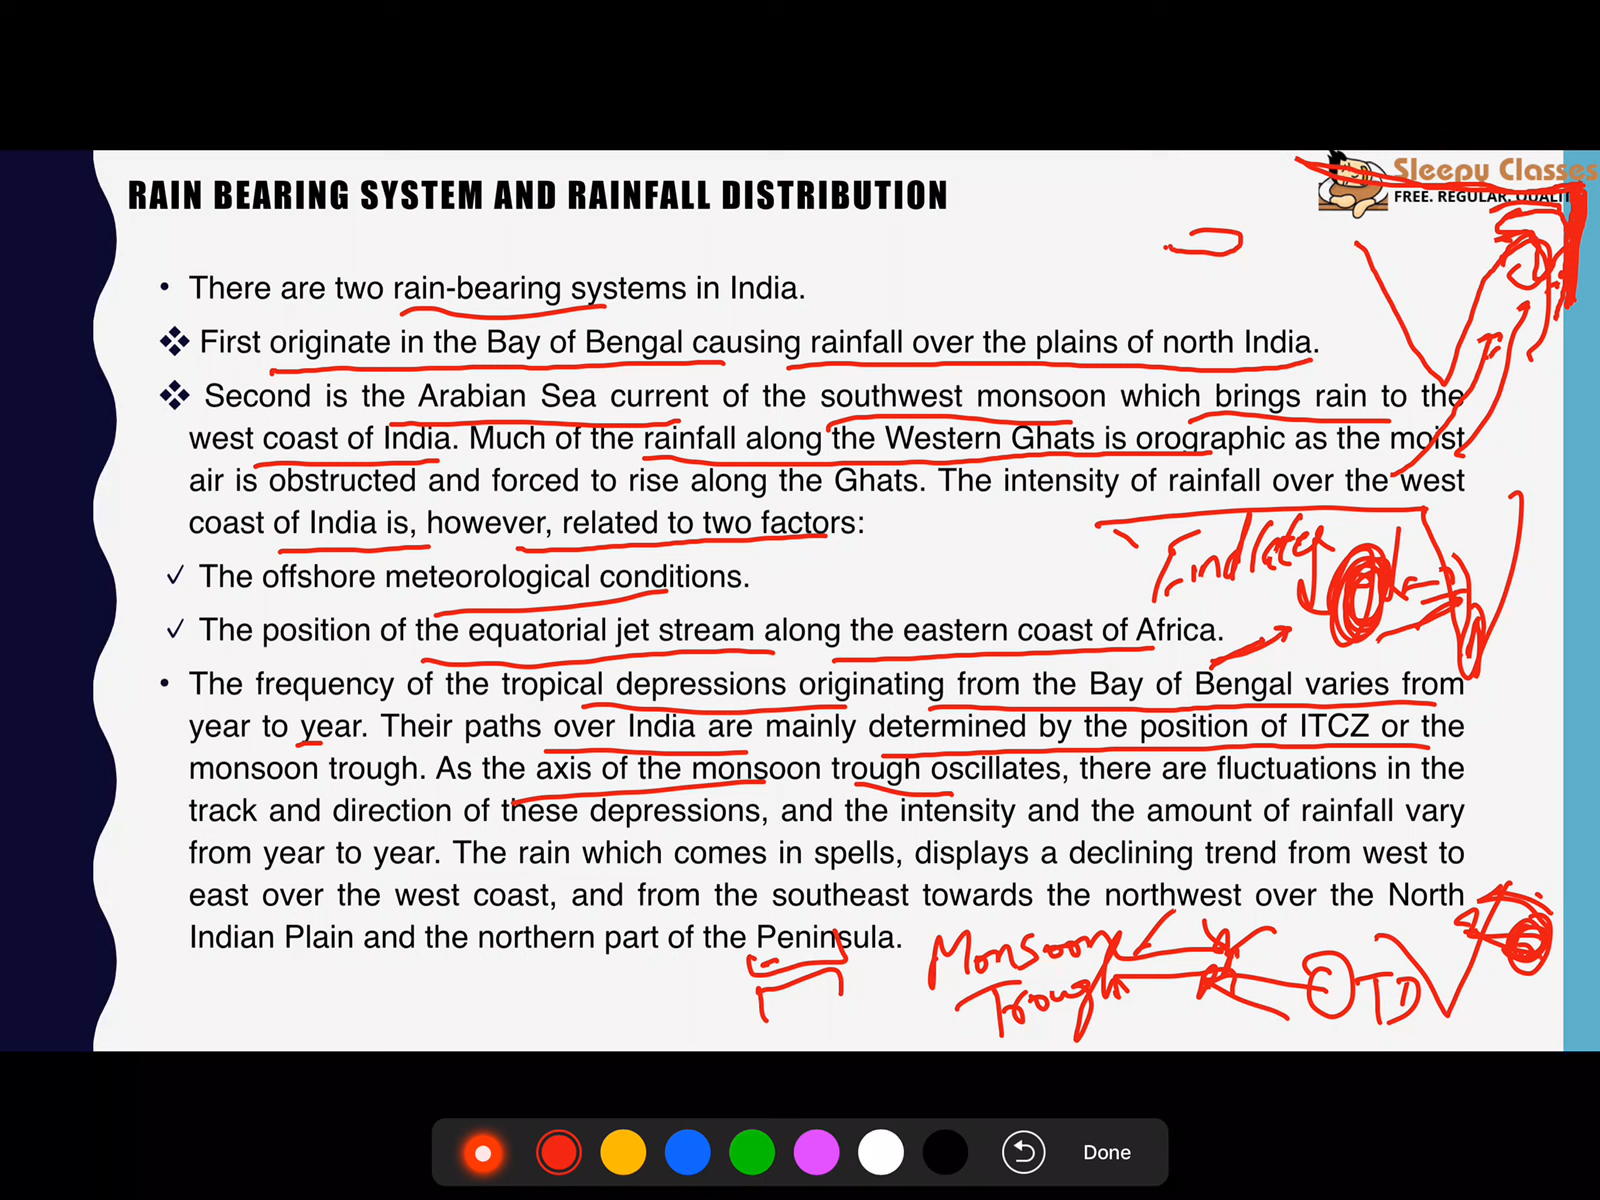 RAIN BEARING SYSTEM AND RAINFALL DISTRIBUTION
Sleepy Classes
FREE. REGULAR. QUALIT
• There are two rain-bearing systems in India.
❖ First originate in the Bay of Bengal causing rainfall over the plains of north India.
❖ Second is the Arabian Sea current of the southwest monsoon which brings rain to the
west coast of India. Much of the rainfall along the Western Ghats is orographic as the moist
air is obstructed and forced to rise along the Ghats. The intensity of rainfall over the west
coast of India is, however, related to two factors:
✓ The offshore meteorological conditions.
✓ The position of the equatorial jet stream along the eastern coast of Africa.
• The frequency of the tropical depressions originating from the Bay of Bengal varies from
year to year. Their paths over India are mainly determined by the position of ITCZ or the
monsoon trough. As the axis of the monsoon trough oscillates, there are fluctuations in the
track and direction of these depressions, and the intensity and the amount of rainfall vary
from year to year. The rain which comes in spells, displays a declining trend from west to
east over the west coast, and from the southeast towards the northwest over the North
Indian Plain and the northern part of the Peninsula.
Monsoon
Trough
TD
Done